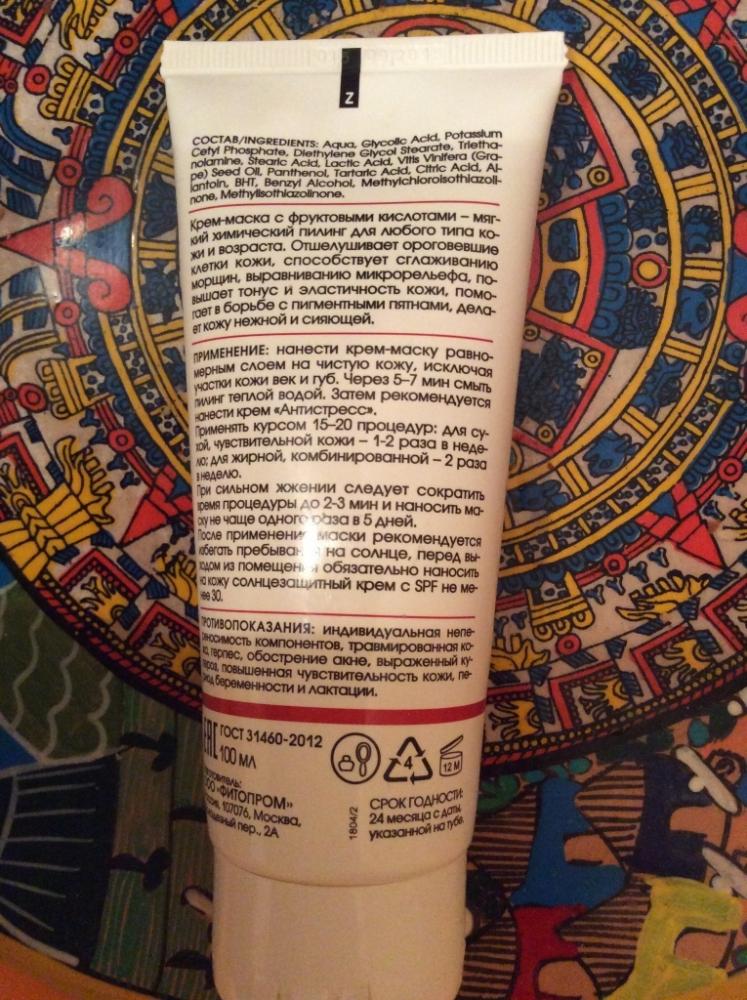 Z
СОСТАВ/INGREDIENTS: Aqua, Glycolic Acid, Potassium
Cetyl Phosphate, Diethylene Glycol Stearate, Trietha-
nolamine, Stearic Acid, Lactic Acid, Vitis Vinifera (Gra-
pe) Seed Oil, Panthenol, Tartaric Acid, Citric Acid, Al-
lantoin, BHT, Benzyl Alcohol, Methylchloroisothiazoli-
none, Methylisothiazolinone.
Крем-маска с фруктовыми кислотами – мяг-
кий химический пилинг для любого типа ко-
жи и возраста. Отшелушивает ороговевшие
клетки кожи, способствует сглаживанию
морщин, выравниванию микрорельефа, по-
вышает тонус и эластичность кожи, помо-
гает в борьбе с пигментными пятнами, дела-
ет кожу нежной и сияющей.
ПРИМЕНЕНИЕ: нанести крем-маску равно-
мерным слоем на чистую кожу, исключая
участки кожи век и губ. Через 5–7 мин смыть
пилинг теплой водой. Затем рекомендуется
нанести крем «Антистресс».
Применять курсом 15–20 процедур: для су-
хой, чувствительной кожи – 1-2 раза в неде-
лю; для жирной, комбинированной – 2 раза
в неделю.
При сильном жжении следует сократить
время процедуры до 2-3 мин и наносить ма-
ску не чаще одного раза в 5 дней.
После применения маски рекомендуется
избегать пребывания на солнце, перед вы-
ходом из помещения обязательно наносить
на кожу солнцезащитный крем с SPF не ме-
нее 30.
ПРОТИВОПОКАЗАНИЯ: индивидуальная непе-
реносимость компонентов, травмированная ко-
жа, герпес, обострение акне, выраженный ку-
пероз, повышенная чувствительность кожи, пе-
риод беременности и лактации.
EAC ГОСТ 31460-2012
100 МЛ
4
12 М
Изготовитель:
ООО "ФИТОПРОМ"
Россия, 107076, Москва,
пер., 2А
1804/2
СРОК ГОДНОСТИ:
24 месяца с даты,
указанной на тубе.